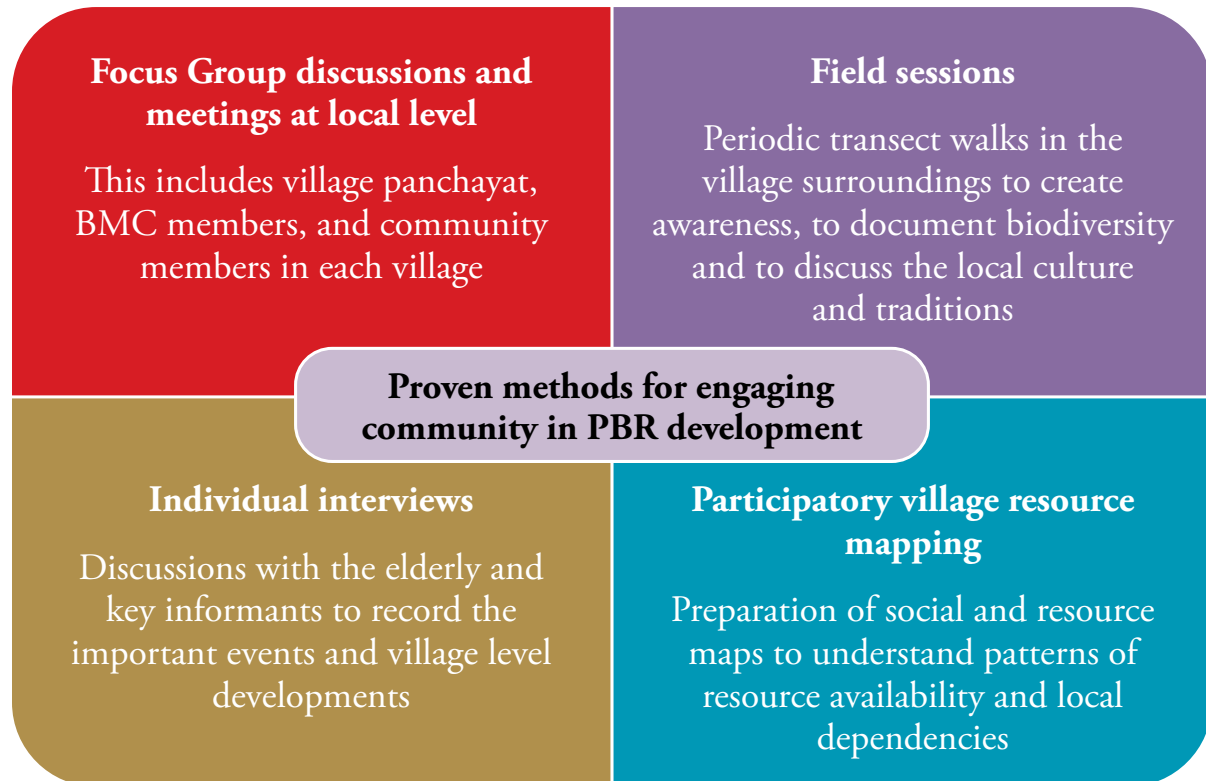 Focus Group discussions and
meetings at local level
This includes village panchayat,
BMC members, and community
members in each village
Field sessions
Periodic transect walks in the
village surroundings to create
awareness, to document biodiversity
and to discuss the local culture
and traditions
Proven methods for engaging
community in PBR development
Individual interviews
Discussions with the elderly and
key informants to record the
important events and village level
developments
Participatory village resource
mapping
Preparation of social and resource
maps to understand patterns of
resource availability and local
dependencies